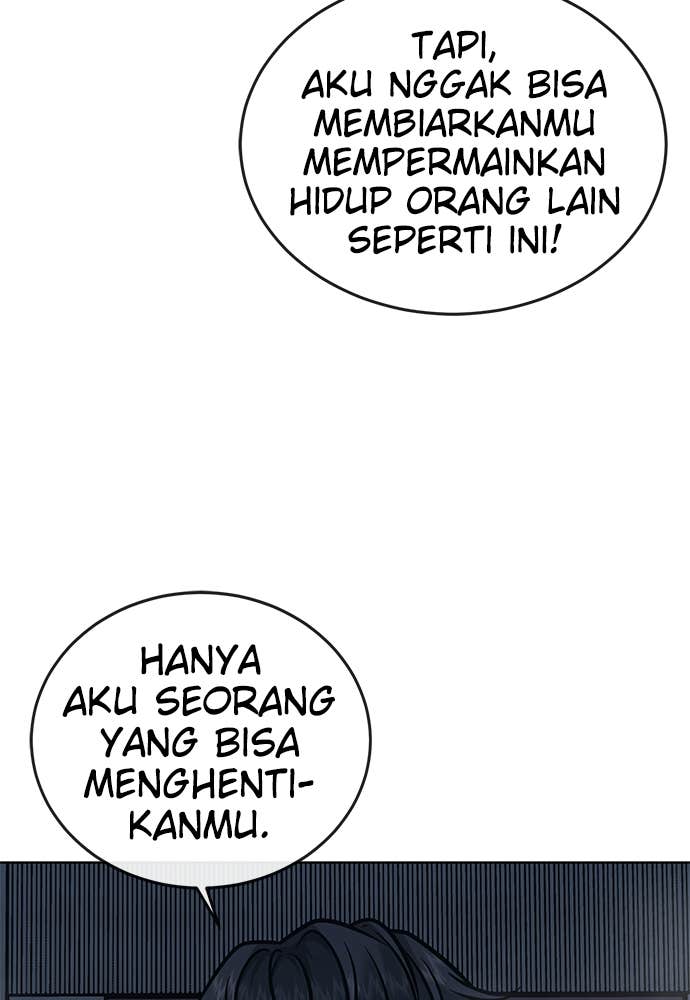 TAPI,
AKU NGGAK BISA
MEMBIARKANMU
MEMPERMAINKAN
HIDUP ORANG LAIN
SEPERTI INI!
HANYA
AKU SEORANG
YANG BISA
MENGHENTI-
KANMU.